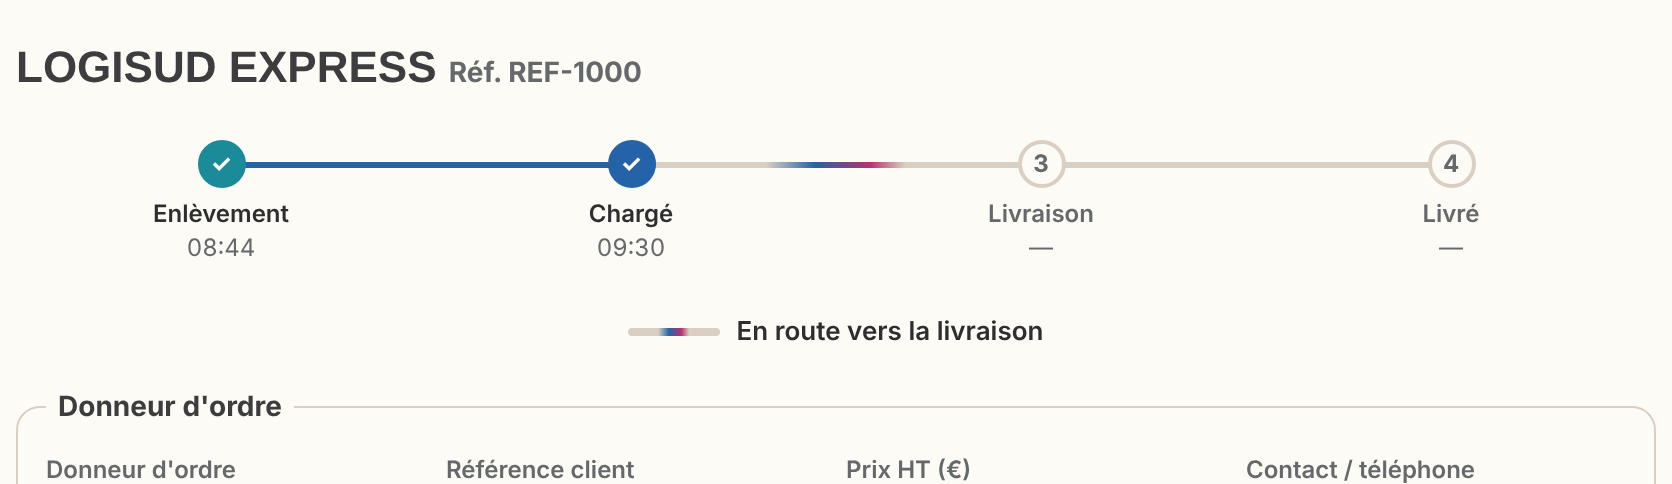 LOGISUD EXPRESS Réf. REF-1000
3 4
Enlèvement Chargé Livraison Livré
08:44 09:30 — —
En route vers la livraison
Donneur d'ordre
Donneur d'ordre Référence client Prix HT (€) Contact / téléphone